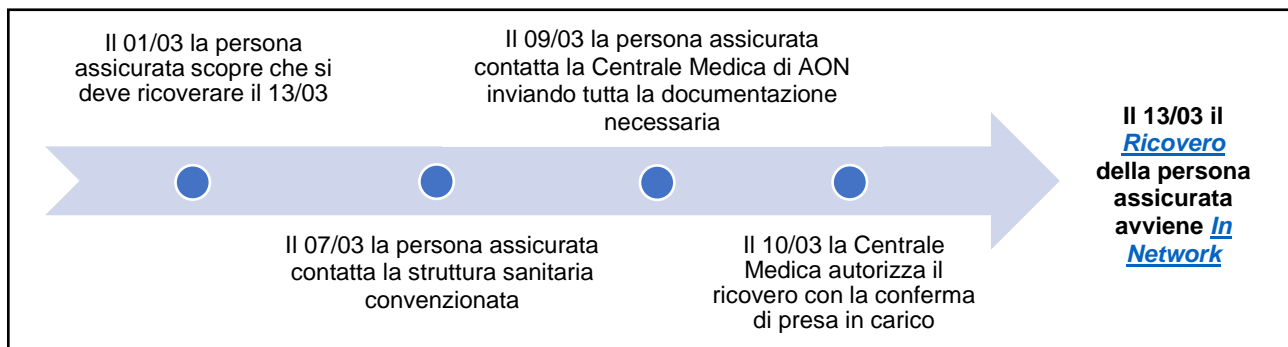 Il 01/03 la persona
assicurata scopre che si
deve ricoverare il 13/03
Il 07/03 la persona assicurata
contatta la struttura sanitaria
convenzionata
Il 09/03 la persona assicurata
contatta la Centrale Medica di AON
inviando tutta la documentazione
necessaria
Il 10/03 la Centrale
Medica autorizza il
ricovero con la conferma
di presa in carico
Il 13/03 il
Ricovero
della persona
assicurata
avviene In
Network